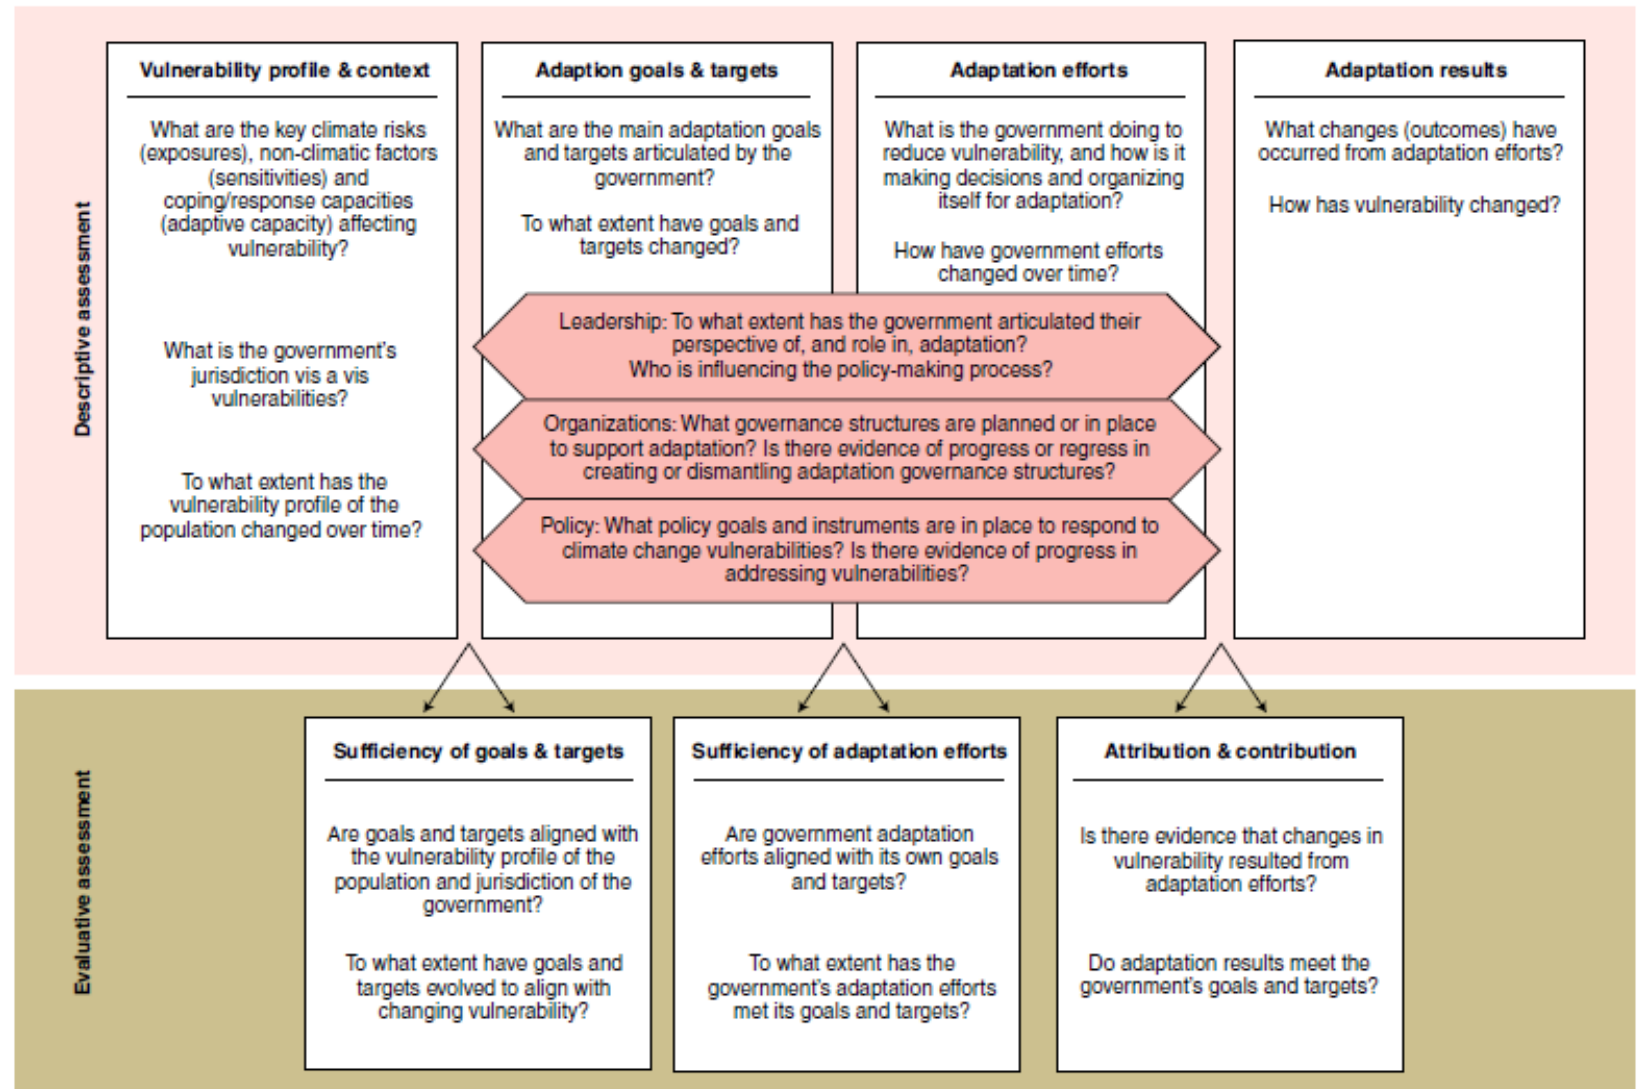 Descriptive assessment
Vulnerability profile & context
What are the key climate risks
(exposures), non-climatic factors
(sensitivities) and
coping/response capacities
(adaptive capacity) affecting
vulnerability?
What is the government's
jurisdiction vis a vis
vulnerabilities?
To what extent has the
vulnerability profile of the
population changed over time?
Adaption goals & targets
What are the main adaptation goals
and targets articulated by the
government?
To what extent have goals and
targets changed?
Adaptation efforts
What is the government doing to
reduce vulnerability, and how is it
making decisions and organizing
itself for adaptation?
How have government efforts
changed over time?
Adaptation results
What changes (outcomes) have
occurred from adaptation efforts?
How has vulnerability changed?
Leadership: To what extent has the government articulated their
perspective of, and role in, adaptation?
Who is influencing the policy-making process?
Organizations: What governance structures are planned or in place
to support adaptation? Is there evidence of progress or regress in
creating or dismantling adaptation governance structures?
Policy: What policy goals and instruments are in place to respond to
climate change vulnerabilities? Is there evidence of progress in
addressing vulnerabilities?
Evaluative assessment
Sufficiency of goals & targets
Are goals and targets aligned with
the vulnerability profile of the
population and jurisdiction of the
government?
To what extent have goals and
targets evolved to align with
changing vulnerability?
Sufficiency of adaptation efforts
Are government adaptation
efforts aligned with its own goals
and targets?
To what extent has the
government's adaptation efforts
met its goals and targets?
Attribution & contribution
Is there evidence that changes in
vulnerability resulted from
adaptation efforts?
Do adaptation results meet the
government's goals and targets?